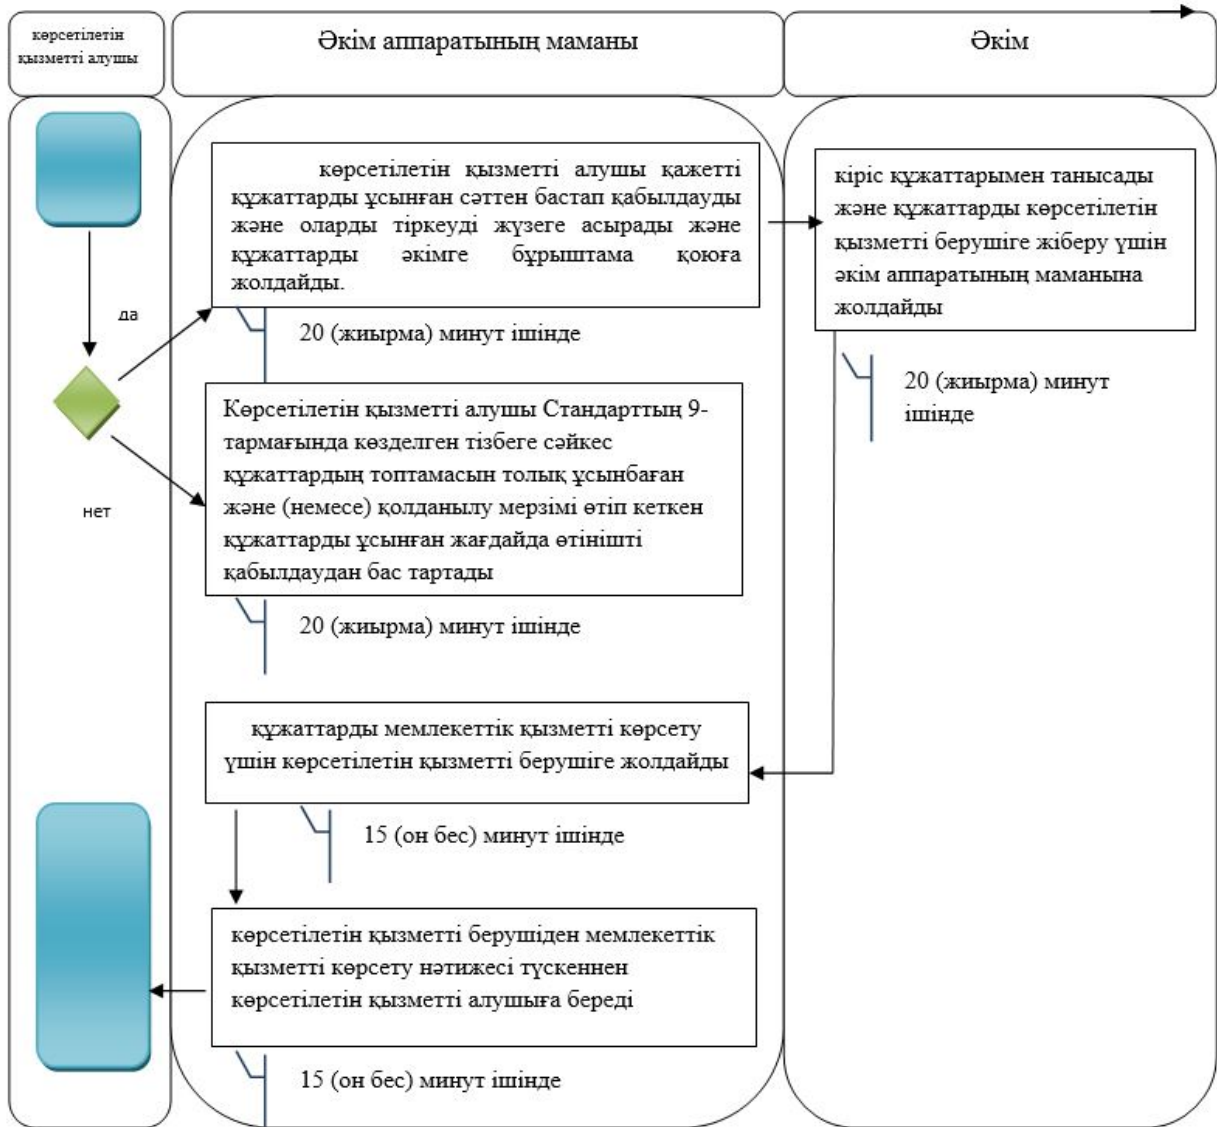 көрсетілетін
қызметті алушы
Әкім аппаратының маманы
Әкім
көрсетілетін қызметті алушы қажетті
құжаттарды ұсынған сәттен бастап қабылдауды
және оларды тіркеуді жүзеге асырады және
құжаттарды әкімге бұрыштама қоюға
жолдайды.
20 (жиырма) минут ішінде
кіріс құжаттарымен танысады
және құжаттарды көрсетілетін
қызметті берушіге жіберу үшін
әкім аппаратының маманына
жолдайды
20 (жиырма) минут
ішінде
да
нет
Көрсетілетін қызметті алушы Стандарттың 9-
тармағында көзделген тізбеге сәйкес
құжаттардың топтамасын толық ұсынбаған
және (немесе) қолданылу мерзімі өтіп кеткен
құжаттарды ұсынған жағдайда өтінішті
қабылдаудан бас тартады
20 (жиырма) минут ішінде
құжаттарды мемлекеттік қызметті көрсету
үшін көрсетілетін қызметті берушіге жолдайды
15 (он бес) минут ішінде
көрсетілетін қызметті берушіден мемлекеттік
қызметті көрсету нәтижесі түскеннен
көрсетілетін қызметті алушыға береді
15 (он бес) минут ішінде